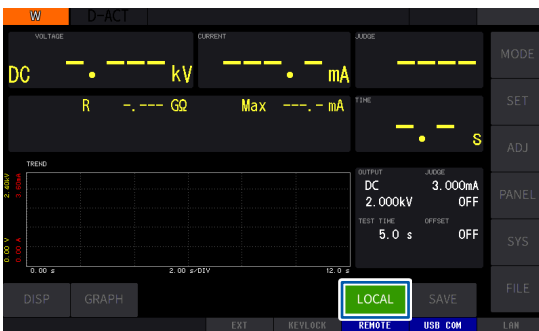 W D-ACT
VOLTAGE CURRENT JUDGE
DC -.--- kV ---.- mA ---- MODE
R -.--- GΩ Max ---.- mA TIME SET
-.- s ADJ
TREND
2.40kV 3.60mA
0.00 V 0.00 A
0.00 s 2.00 s/DIV 12.0 s
OUTPUT JUDGE
DC 3.000mA
2.000kV OFF PANEL
TEST TIME OFFSET
5.0 s OFF SYS
DISP GRAPH LOCAL SAVE FILE
EXT KEYLOCK REMOTE USB COM LAN